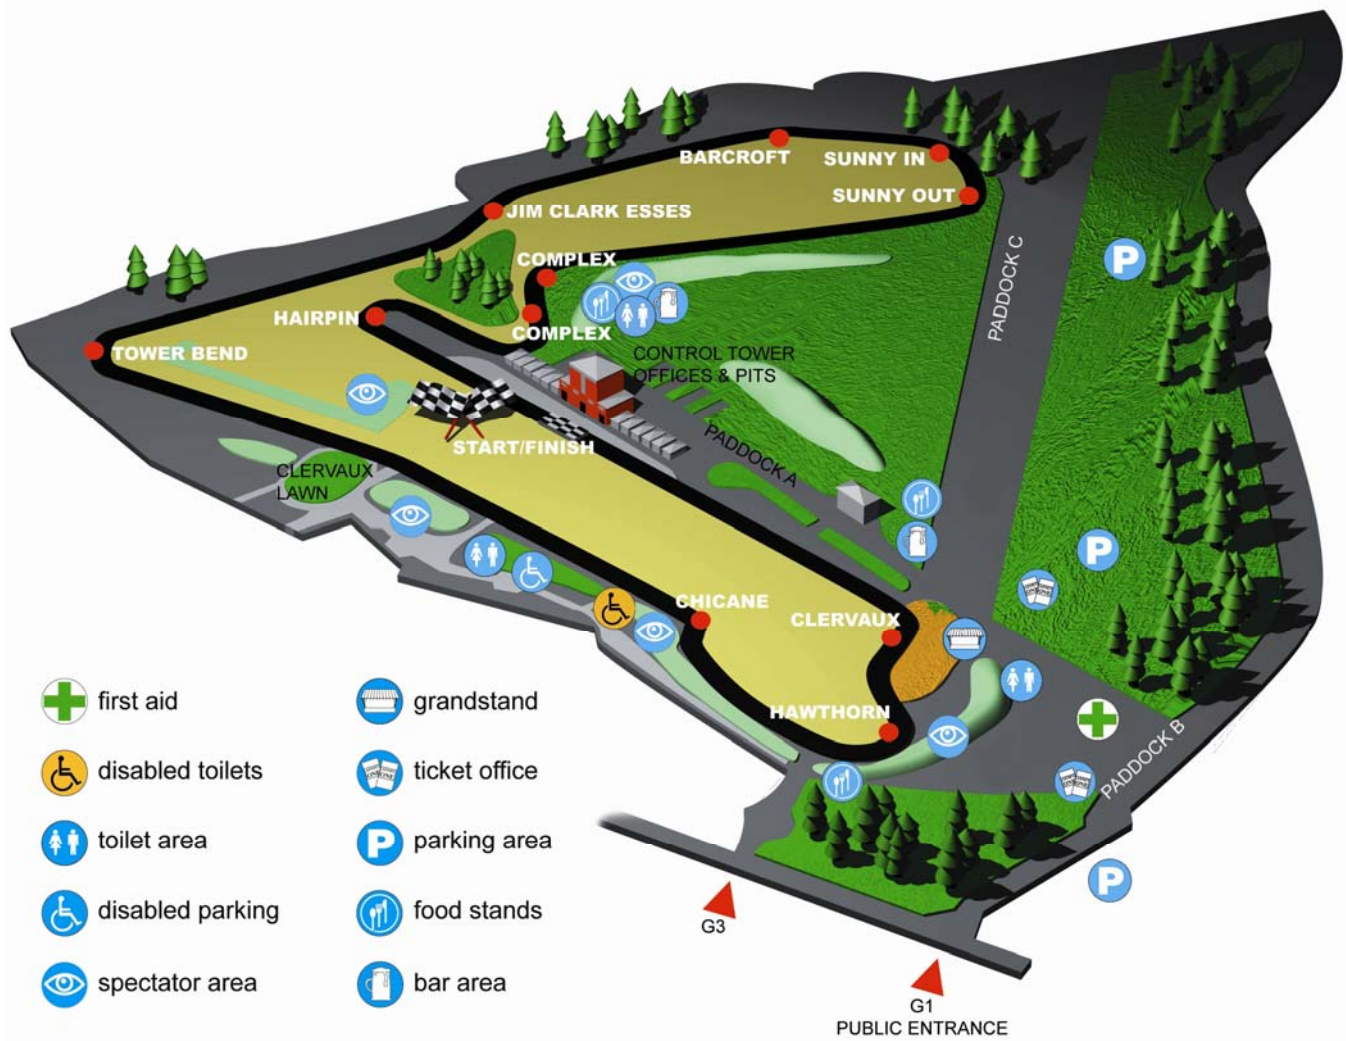 BARCROFT
SUNNY IN
SUNNY OUT
JIM CLARK ESSES
COMPLEX
PADDOCK C
P
HAIRPIN
COMPLEX
TOWER BEND
CONTROL TOWER
OFFICES & PITS
START/FINISH
PADDOCK A
CLERVAUX
LAWN
P
CHICANE
CLERVAUX
HAWTHORN
PADDOCK B
P
first aid
disabled toilets
toilet area
disabled parking
spectator area
grandstand
ticket office
P
parking area
food stands
bar area
G3
G1
PUBLIC ENTRANCE